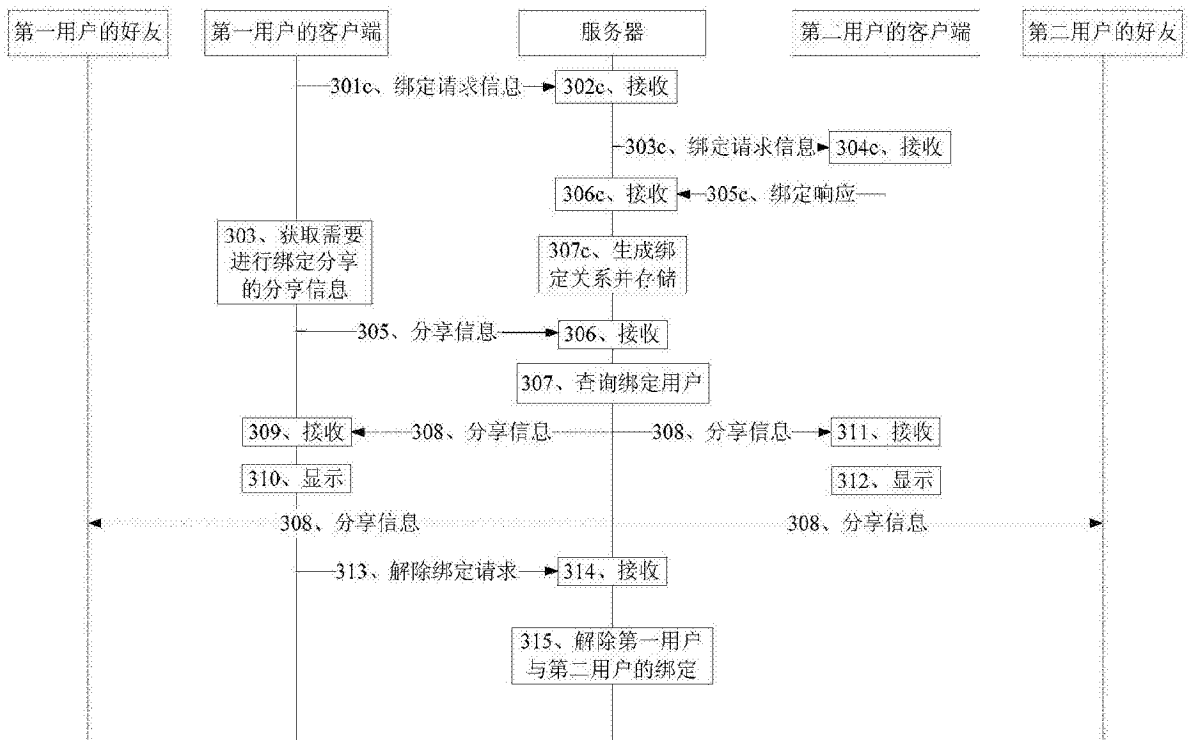 第一用户的好友
第一用户的客户端
服务器
第二用户的客户端
第二用户的好友
301c、绑定请求信息
302c、接收
303c、绑定请求信息
304c、接收
306c、接收
305c、绑定响应
303、获取需要
进行绑定分享
的分享信息
307c、生成绑
定关系并存储
305、分享信息
306、接收
307、查询绑定用户
309、接收
308、分享信息
308、分享信息
311、接收
310、显示
312、显示
308、分享信息
308、分享信息
313、解除绑定请求
314、接收
315、解除第一用户
与第二用户的绑定